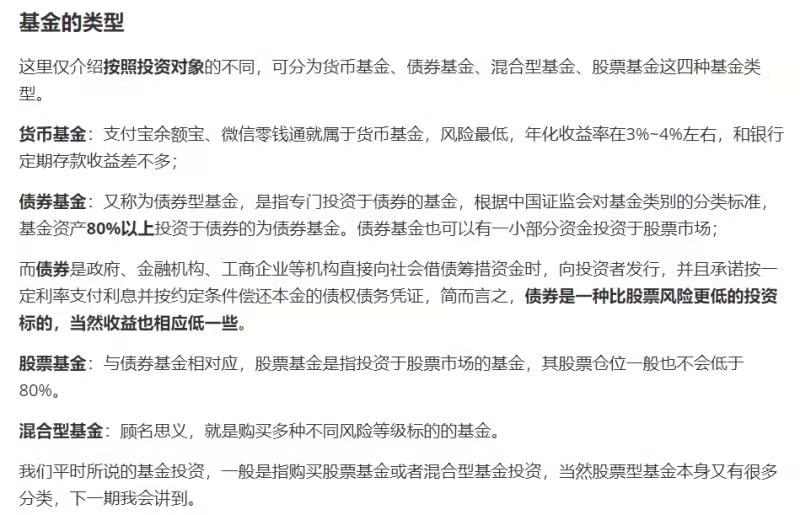 基金的类型
这里仅介绍按照投资对象的不同，可分为货币基金、债券基金、混合型基金、股票基金这四种基金类
型。
货币基金：支付宝余额宝、微信零钱通就属于货币基金，风险最低，年化收益率在3%~4%左右，和银行
定期存款收益差不多；
债券基金：又称为债券型基金，是指专门投资于债券的基金，根据中国证监会对基金类别的分类标准，
基金资产80%以上投资于债券的为债券基金。债券基金也可以有一小部分资金投资于股票市场；
而债券是政府、金融机构、工商企业等机构直接向社会借债筹措资金时，向投资者发行，并且承诺按一
定利率支付利息并按约定条件偿还本金的债权债务凭证，简而言之，债券是一种比股票风险更低的投资
标的，当然收益也相应低一些。
股票基金：与债券基金相对应，股票基金是指投资于股票市场的基金，其股票仓位一般也不会低于
80%。
混合型基金：顾名思义，就是购买多种不同风险等级标的的基金。
我们平时所说的基金投资，一般是指购买股票基金或者混合型基金投资，当然股票型基金本身又有很多
分类，下一期我会讲到。